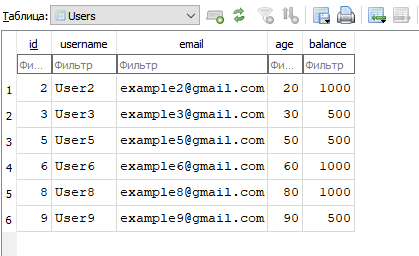 Таблица: Users
id username email age balance
Фи... Фильтр Фильтр Фи... Фильтр
1 2 User2 example2@gmail.com 20 1000
2 3 User3 example3@gmail.com 30 500
3 5 User5 example5@gmail.com 50 500
4 6 User6 example6@gmail.com 60 1000
5 8 User8 example8@gmail.com 80 1000
6 9 User9 example9@gmail.com 90 500